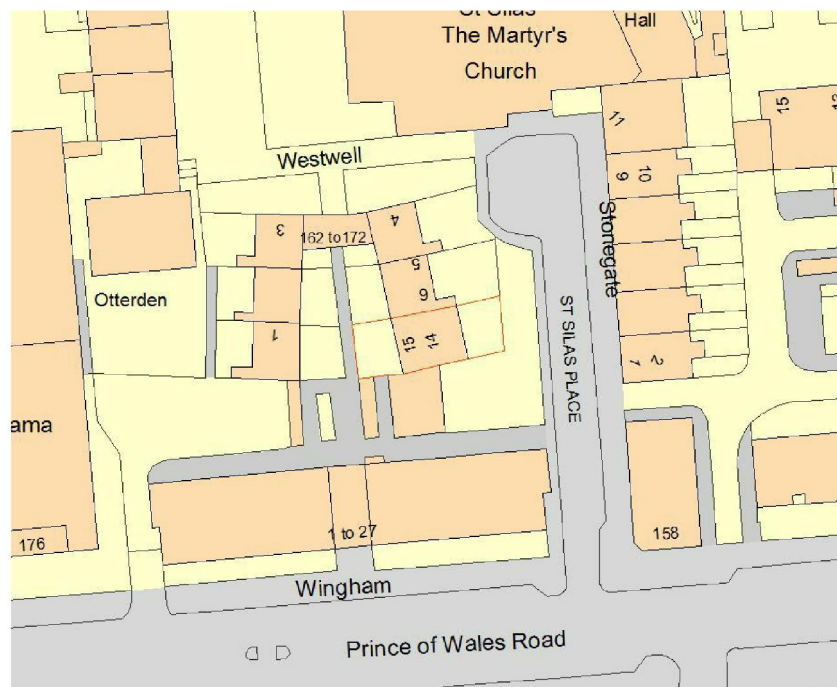 St Silas
The Martyr's
Church
Hall
Westwell
11
15
10
9
Stonegate
3
162 to 172
4
5
6
Otterden
1
15
14
ST SILAS PLACE
2
1
ama
176
1 to 27
158
Wingham
Prince of Wales Road